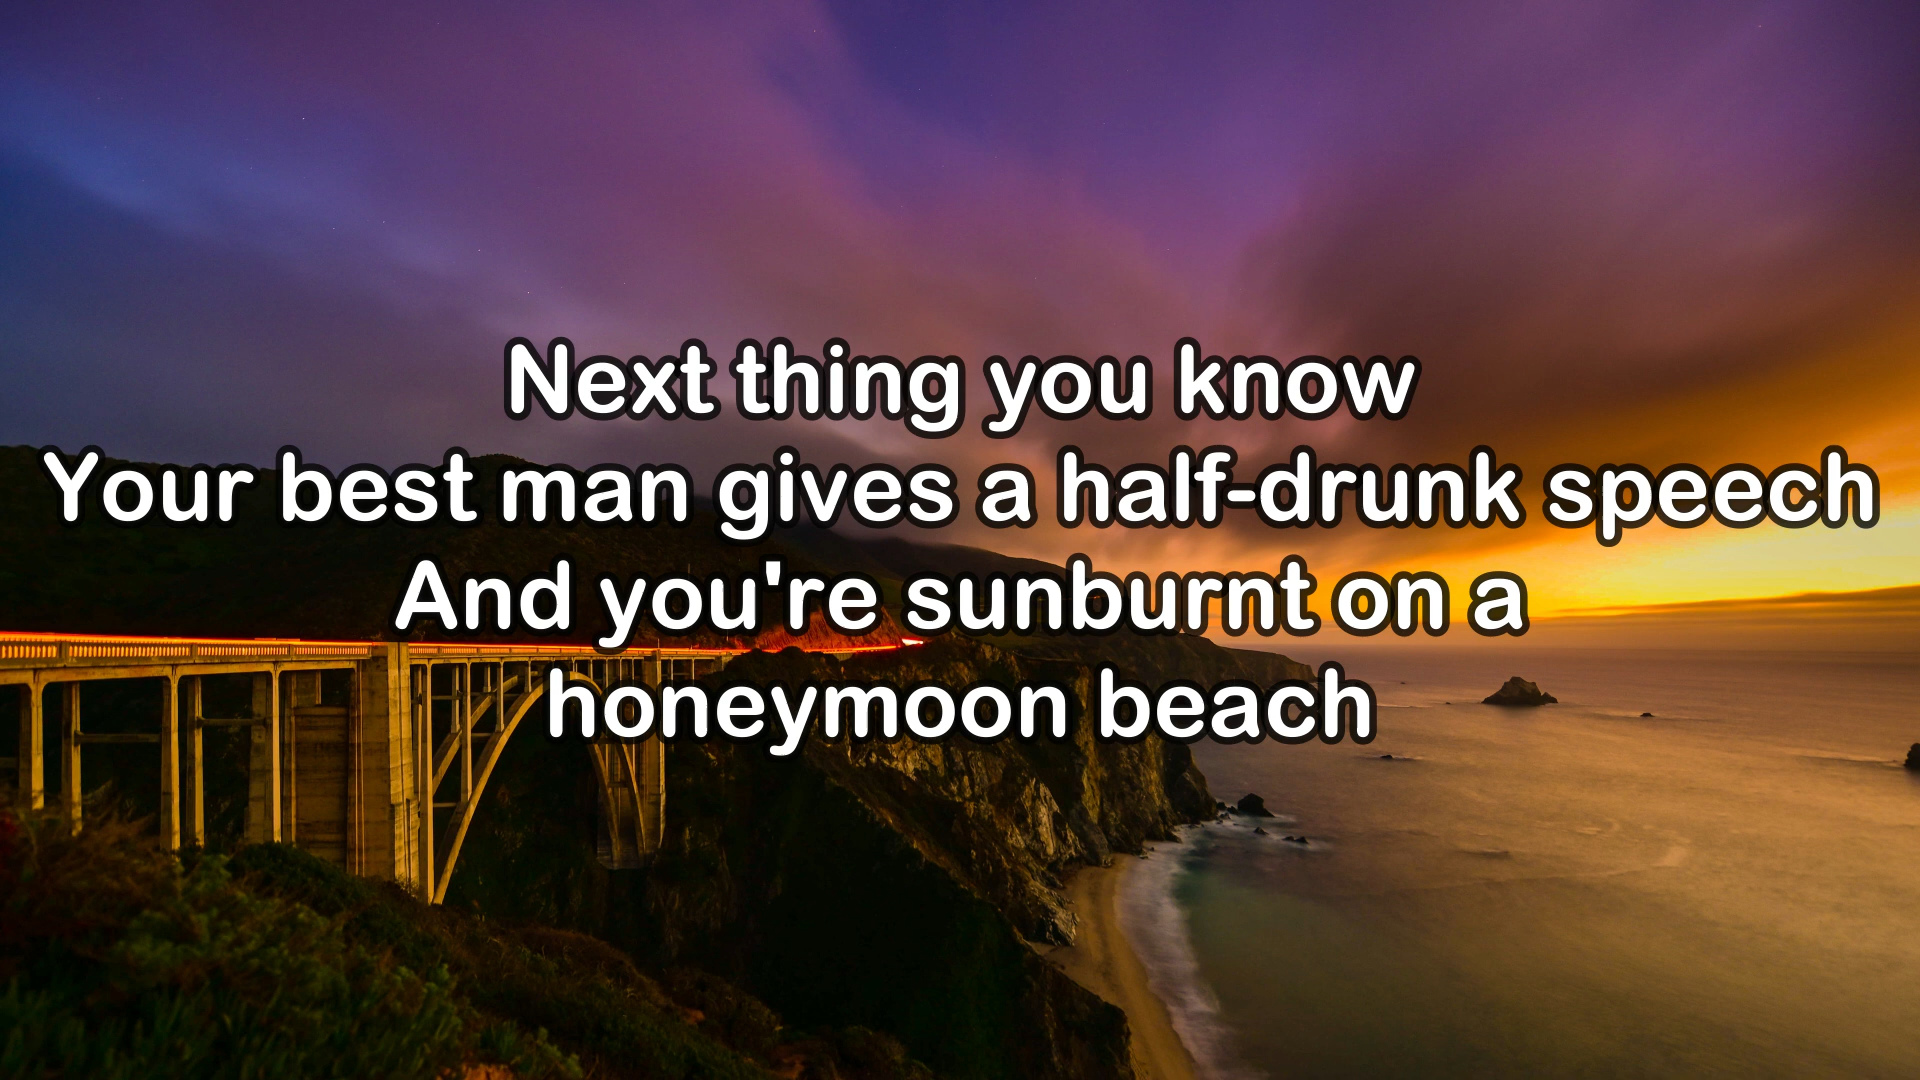 Next thing you know
Your best man gives a half-drunk speech
And you're sunburnt on a
honeymoon beach